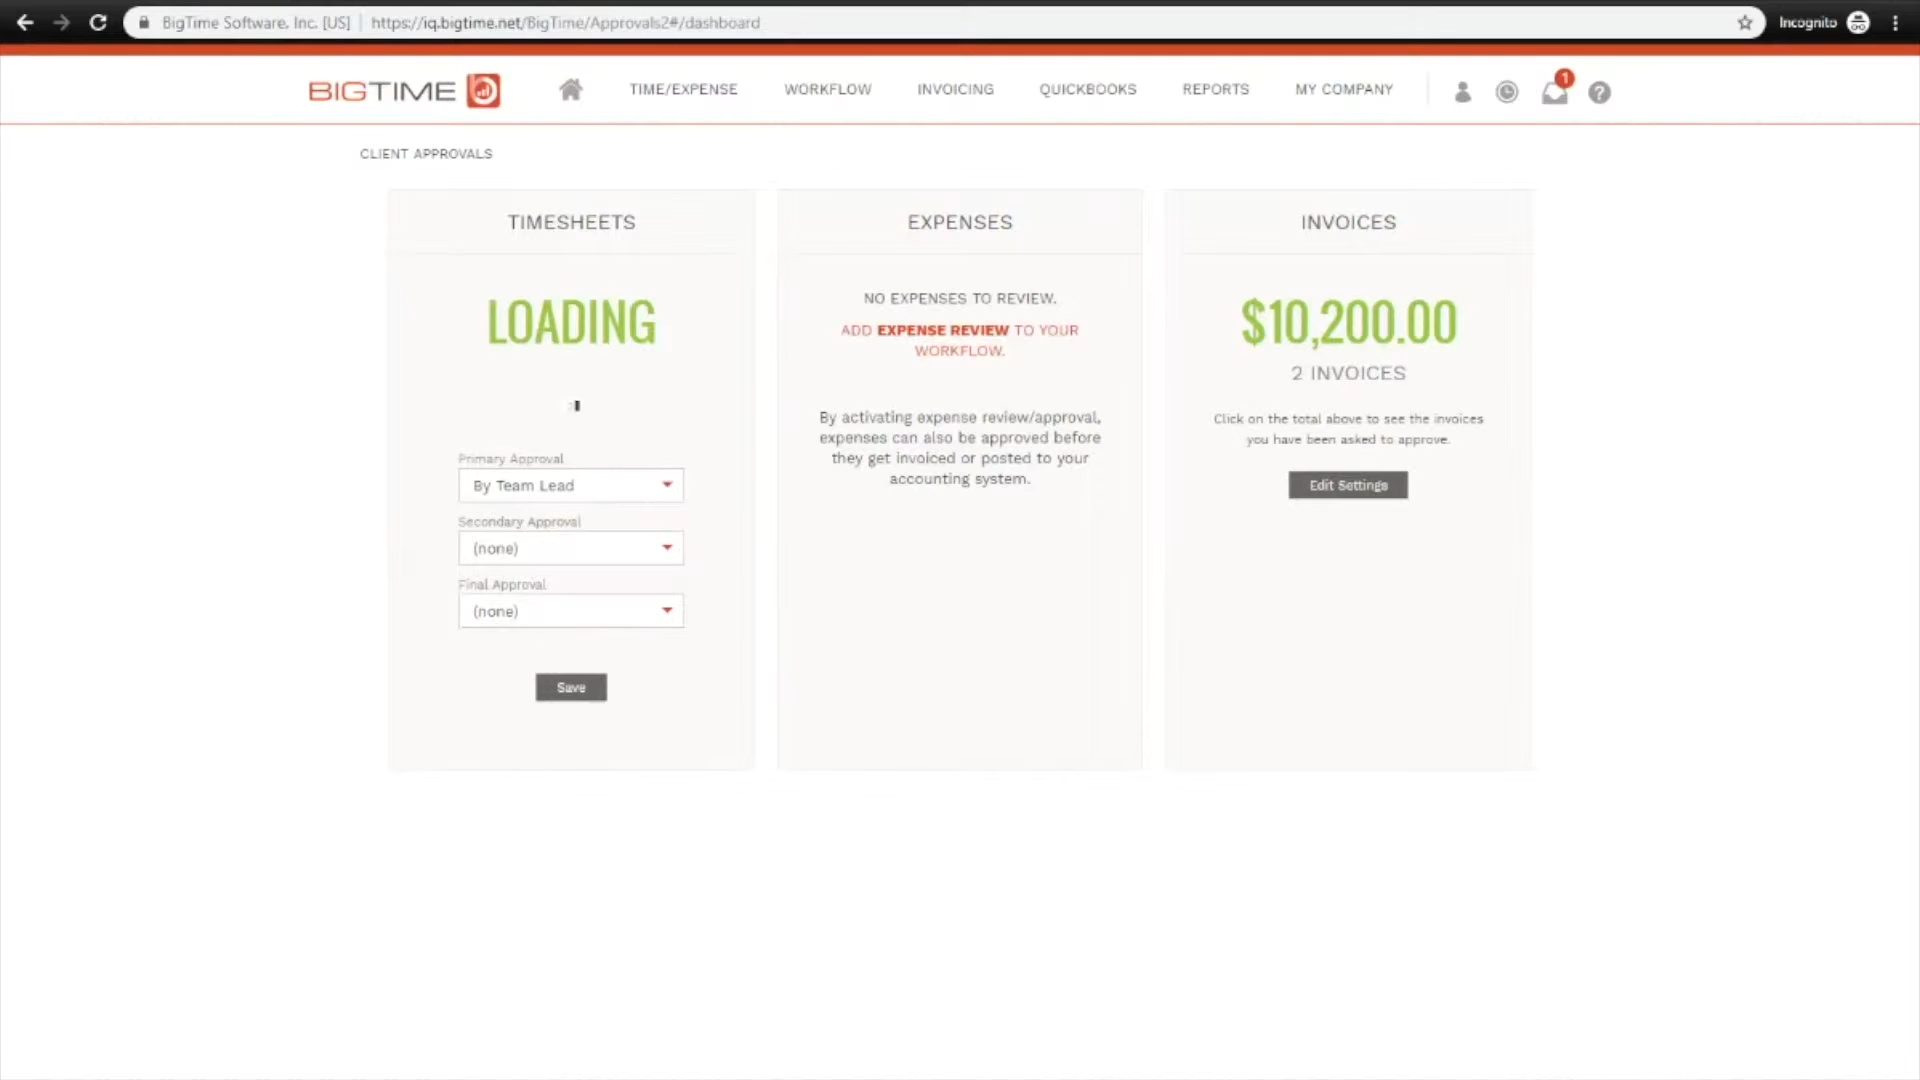 BigTime Software, Inc. [US] | https://iq.bigtime.net/BigTime/Approvals2#/dashboard
Incognito
BIGTIME
TIME/EXPENSE
WORKFLOW
INVOICING
QUICKBOOKS
REPORTS
MY COMPANY
1
?
CLIENT APPROVALS
TIMESHEETS
LOADING
Primary Approval
By Team Lead
Secondary Approval
(none)
Final Approval
(none)
Save
EXPENSES
NO EXPENSES TO REVIEW.
ADD EXPENSE REVIEW TO YOUR
WORKFLOW.
By activating expense review/approval,
expenses can also be approved before
they get invoiced or posted to your
accounting system.
INVOICES
$10,200.00
2 INVOICES
Click on the total above to see the invoices
you have been asked to approve.
Edit Settings